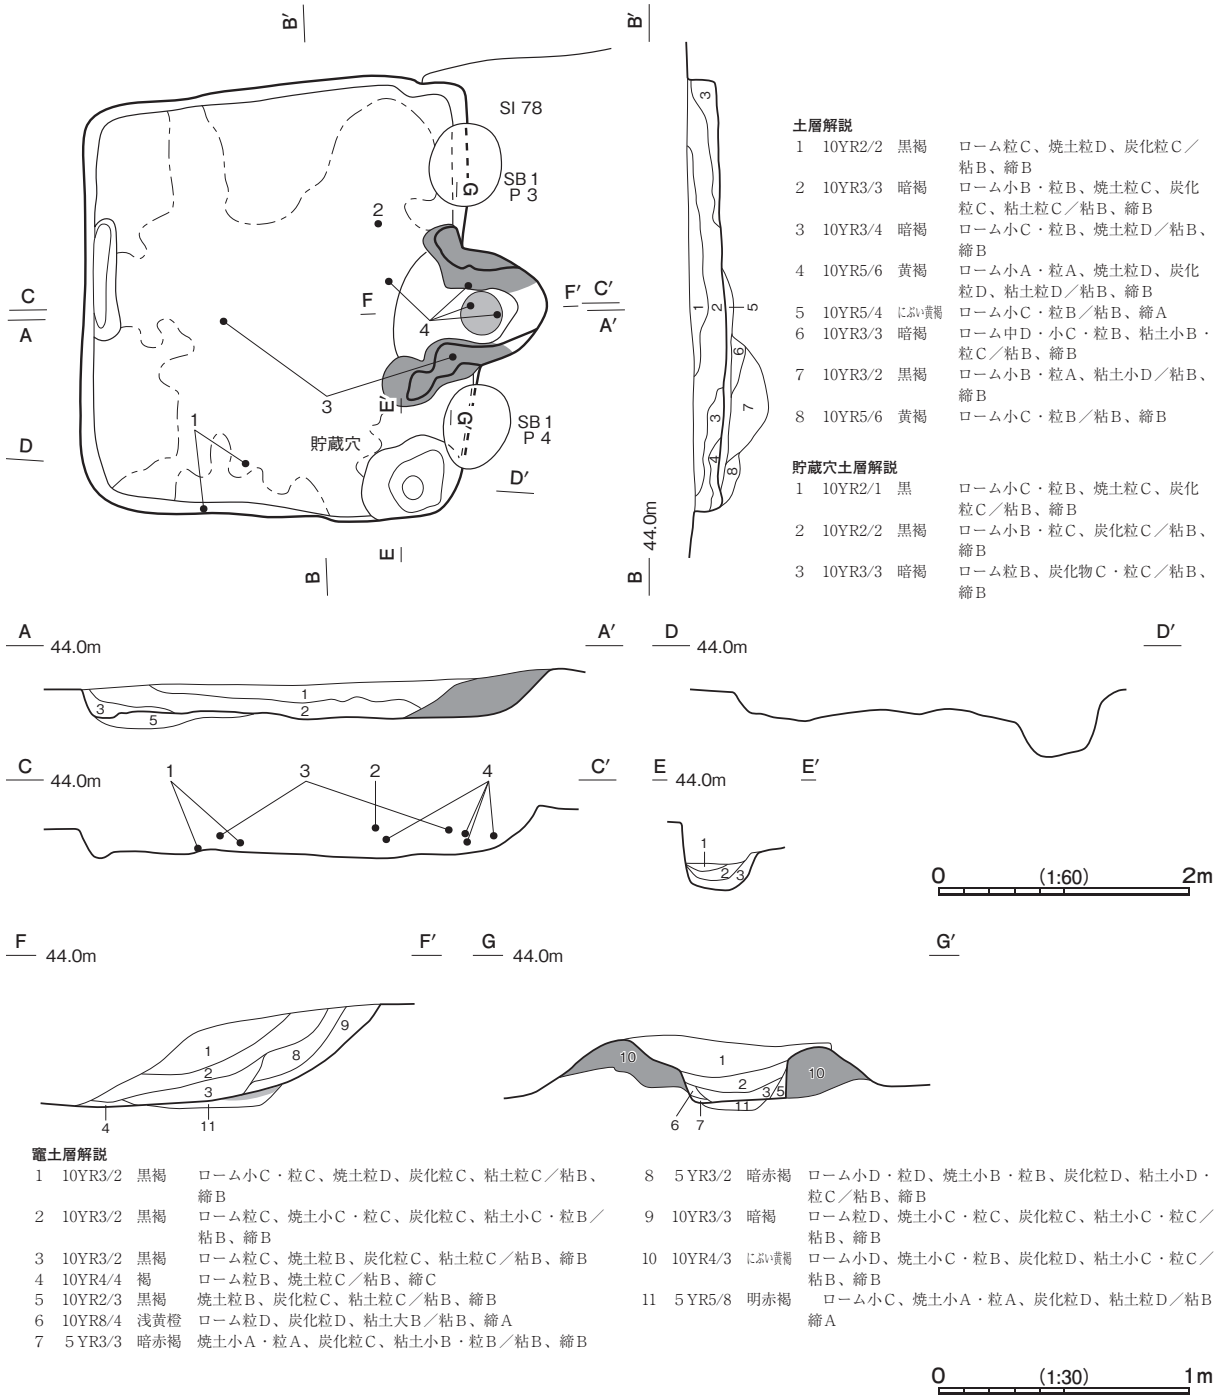 B′
B′
SI 78
G
SB 1
P 3
2
F
F′
C
A
C′
A′
4
3
E′
1
貯蔵穴
G′
SB 1
P 4
D
D′
B
E
3
1
2
5
6
3
7
4
8
B 44.0m
土層解説
1 10YR2/2 黒褐 ローム粒C、焼土粒D、炭化粒C／
粘B、締B
2 10YR3/3 暗褐 ローム小B・粒B、焼土粒C、炭化
粒C、粘土粒C／粘B、締B
3 10YR3/4 暗褐 ローム小C・粒B、焼土粒D／粘B、
締B
4 10YR5/6 黄褐 ローム小A・粒A、焼土粒D、炭化
粒D、粘土粒D／粘B、締B
5 10YR5/4 にぶい黄褐 ローム小C・粒B／粘B、締A
6 10YR3/3 暗褐 ローム中D・小C・粒B、粘土小B・
粒C／粘B、締B
7 10YR3/2 黒褐 ローム小B・粒A、粘土小D／粘B、
締B
8 10YR5/6 黄褐 ローム小C・粒B／粘B、締B
貯蔵穴土層解説
1 10YR2/1 黒 ローム小C・粒B、焼土粒C、炭化
粒C／粘B、締B
2 10YR2/2 黒褐 ローム小B・粒C、炭化粒C／粘B、
締B
3 10YR3/3 暗褐 ローム粒B、炭化物C・粒C／粘B、
締B
A 44.0m A′
1
3
2
5
D 44.0m D′
C 44.0m C′
1 3 2 4
E 44.0m E′
1
2 3
0 (1:60) 2m
F 44.0m F′
1
9
8
2
3
4 11
G 44.0m G′
10
1
10
2
3 5
11
6 7
竈土層解説
1 10YR3/2 黒褐 ローム小C・粒C、焼土粒D、炭化粒C、粘土粒C／粘B、
締B
2 10YR3/2 黒褐 ローム粒C、焼土小C・粒C、炭化粒C、粘土小C・粒B／
粘B、締B
3 10YR3/2 黒褐 ローム粒C、焼土粒B、炭化粒C、粘土粒C／粘B、締B
4 10YR4/4 褐 ローム粒B、焼土粒C／粘B、締C
5 10YR2/3 黒褐 焼土粒B、炭化粒C、粘土粒C／粘B、締B
6 10YR8/4 浅黄橙 ローム粒D、炭化粒D、粘土大B／粘B、締A
7 5YR3/3 暗赤褐 焼土小A・粒A、炭化粒C、粘土小B・粒B／粘B、締B
8 5YR3/2 暗赤褐 ローム小D・粒D、焼土小B・粒B、炭化粒D、粘土小D・
粒C／粘B、締B
9 10YR3/3 暗褐 ローム粒D、焼土小C・粒C、炭化粒C、粘土小C・粒C／
粘B、締B
10 10YR4/3 にぶい黄褐 ローム小D、焼土小C・粒B、炭化粒D、粘土小C・粒C／
粘B、締B
11 5YR5/8 明赤褐 ローム小C、焼土小A・粒A、炭化粒D、粘土粒D／粘B
締A
0 (1:30) 1m